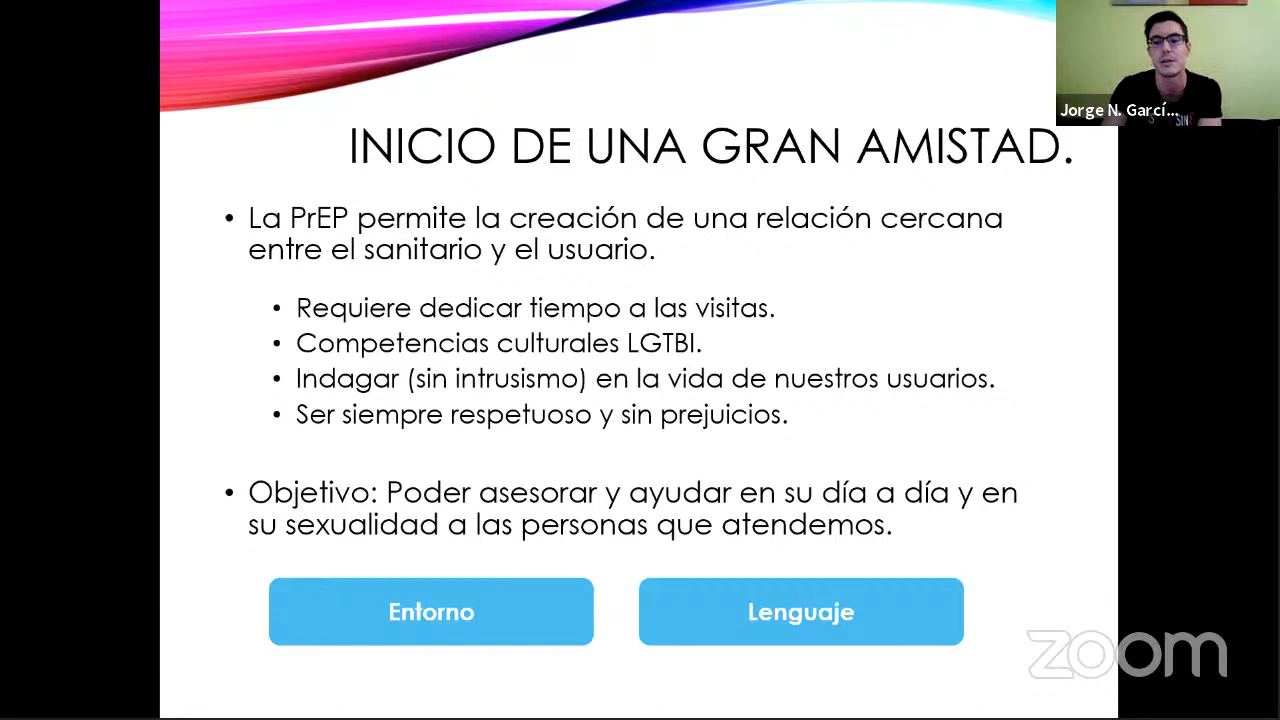 Jorge N. Garcí...
INICIO DE UNA GRAN AMISTAD.
• La PrEP permite la creación de una relación cercana
entre el sanitario y el usuario.
• Requiere dedicar tiempo a las visitas.
• Competencias culturales LGTBI.
• Indagar (sin intrusismo) en la vida de nuestros usuarios.
• Ser siempre respetuoso y sin prejuicios.
• Objetivo: Poder asesorar y ayudar en su día a día y en
su sexualidad a las personas que atendemos.
Entorno
Lenguaje
zoom